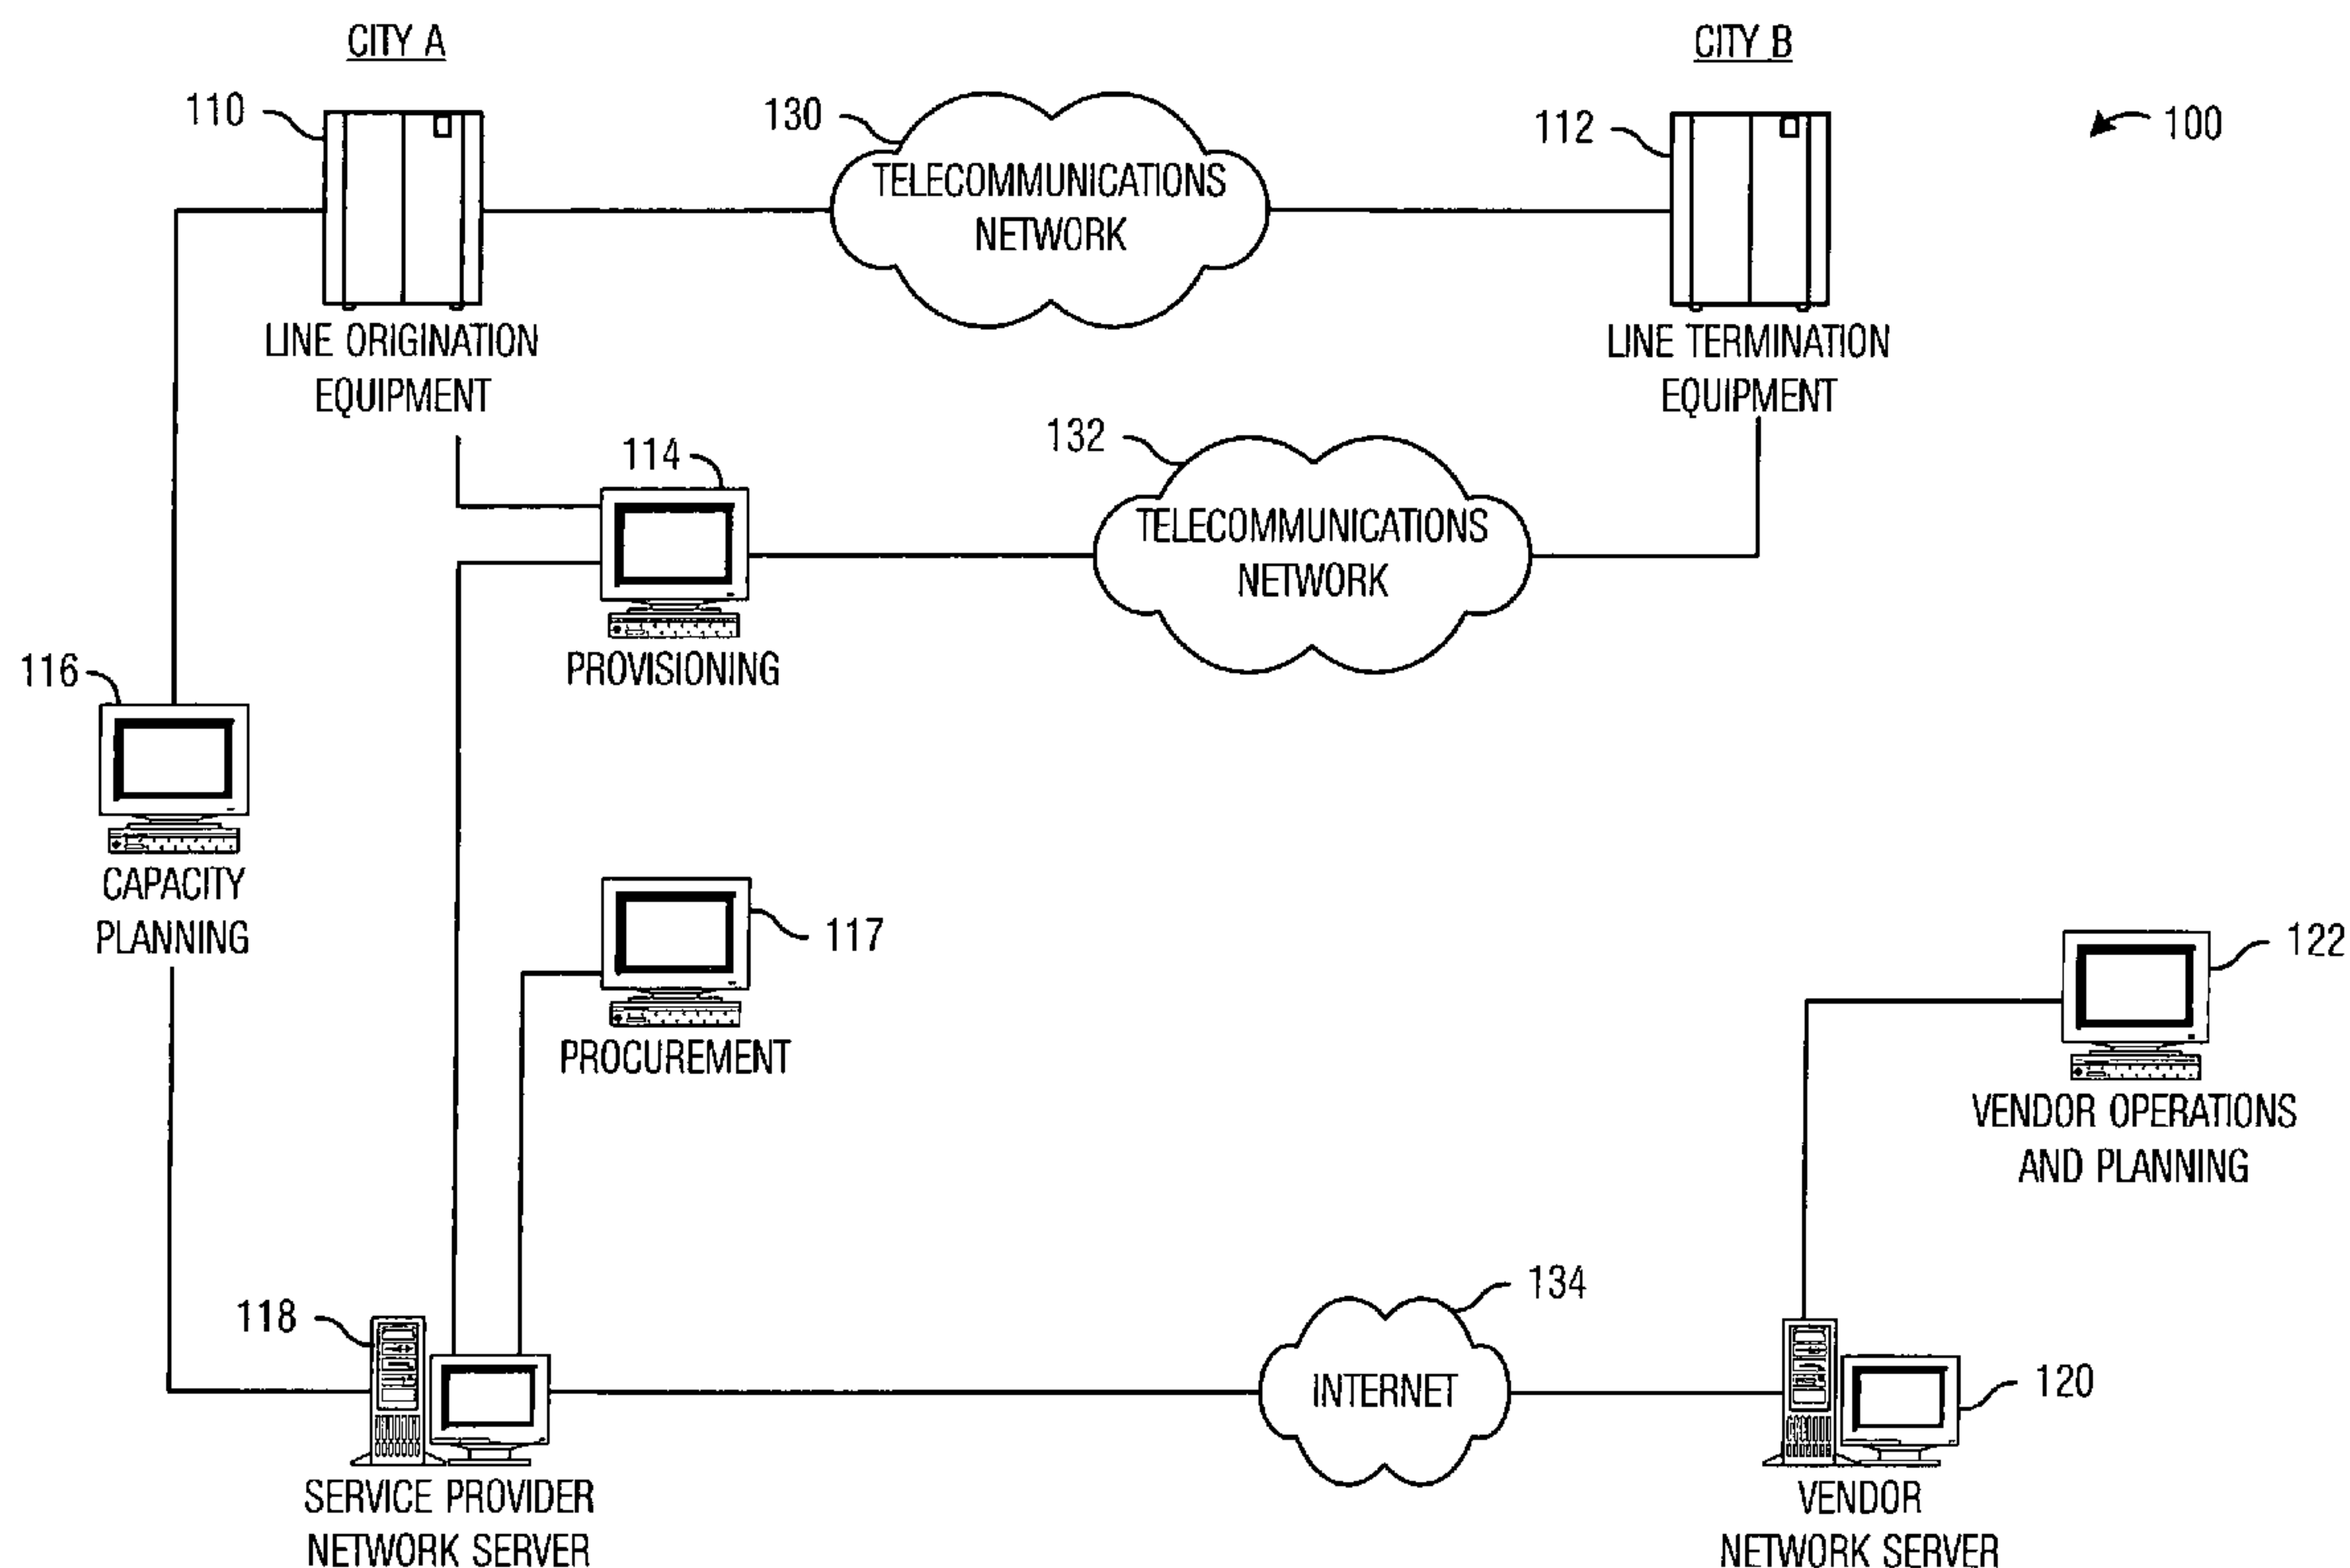 CITY A
CITY B
110
130
112
100
TELECOMMUNICATIONS
NETWORK
LINE ORIGINATION
EQUIPMENT
LINE TERMINATION
EQUIPMENT
114
132
TELECOMMUNICATIONS
NETWORK
PROVISIONING
116
CAPACITY
PLANNING
117
PROCUREMENT
122
VENDOR OPERATIONS
AND PLANNING
118
134
INTERNET
120
SERVICE PROVIDER
NETWORK SERVER
VENDOR
NETWORK SERVER